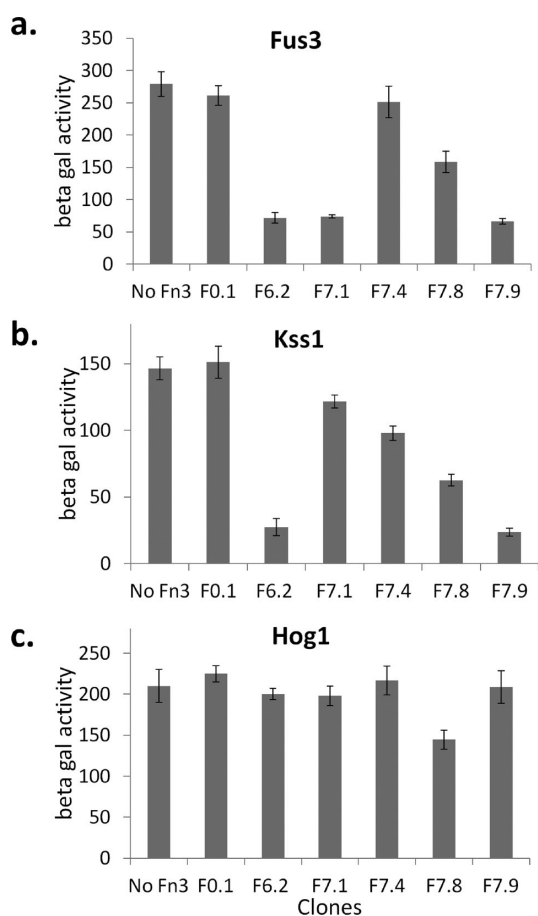 a.
Fus3
beta gal activity
350
300
250
200
150
100
50
0
No Fn3 F0.1 F6.2 F7.1 F7.4 F7.8 F7.9
b.
Kss1
beta gal activity
150
100
50
0
No Fn3 F0.1 F6.2 F7.1 F7.4 F7.8 F7.9
c.
Hog1
beta gal activity
250
200
150
100
50
0
No Fn3 F0.1 F6.2 F7.1 F7.4 F7.8 F7.9
Clones